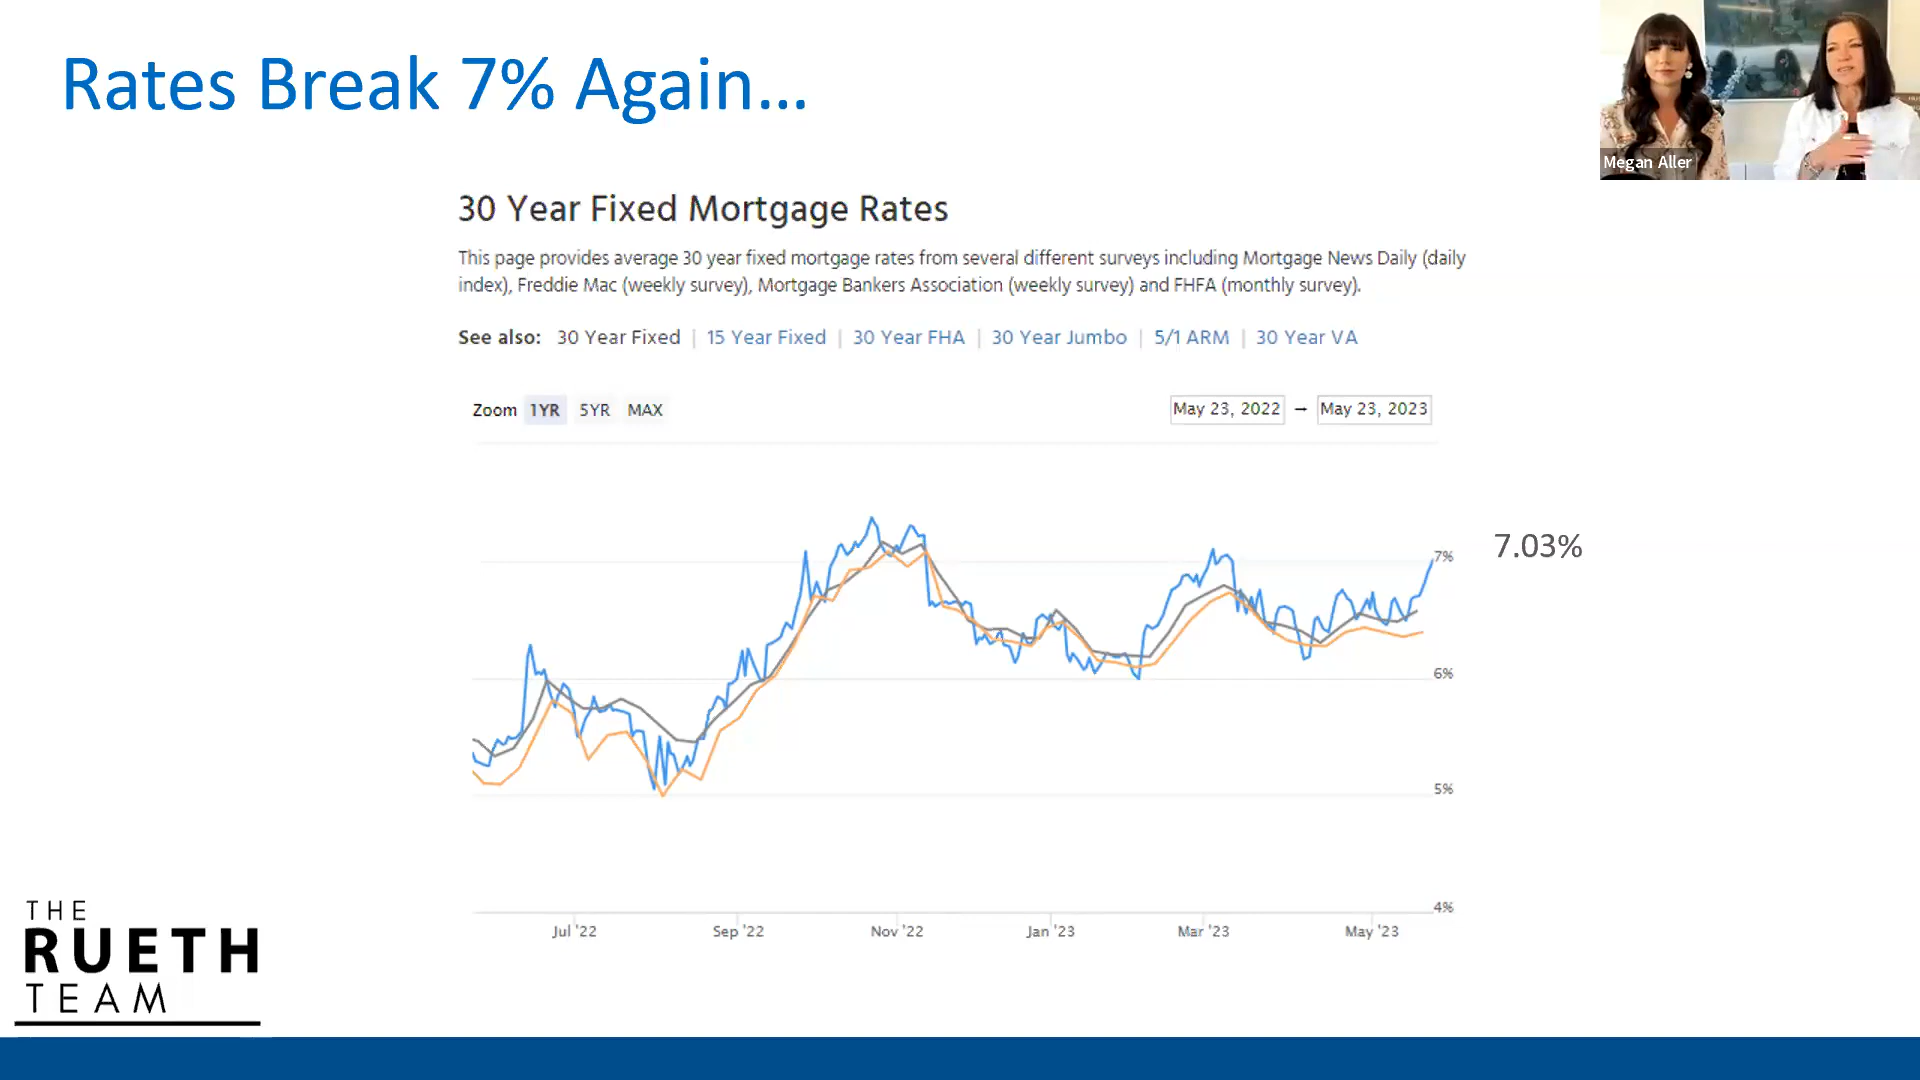 Rates Break 7% Again...
Megan Aller
30 Year Fixed Mortgage Rates
This page provides average 30 year fixed mortgage rates from several different surveys including Mortgage News Daily (daily
index), Freddie Mac (weekly survey), Mortgage Bankers Association (weekly survey) and FHFA (monthly survey).
See also: 30 Year Fixed | 15 Year Fixed | 30 Year FHA | 30 Year Jumbo | 5/1 ARM | 30 Year VA
Zoom 1YR 5YR MAX May 23, 2022 → May 23, 2023
7%
7.03%
6%
5%
4%
Jul '22 Sep '22 Nov '22 Jan '23 Mar '23 May '23
THE
RUETH
TEAM